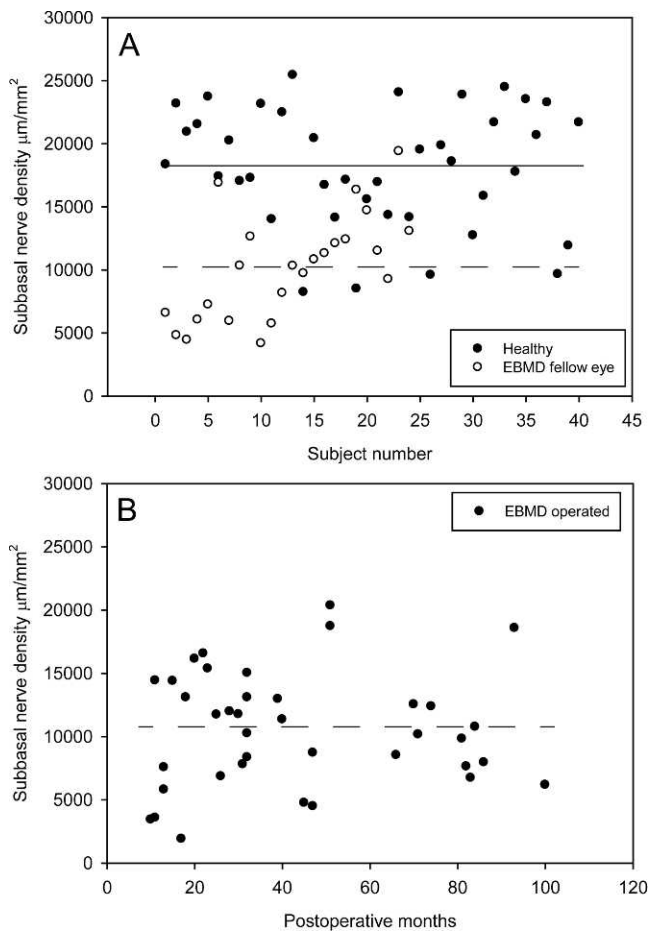 A
30000
25000
20000
15000
10000
5000
0
Subbasal nerve density μm/mm²
Healthy
EBMD fellow eye
0 5 10 15 20 25 30 35 40 45
Subject number
B
30000
25000
20000
15000
10000
5000
0
Subbasal nerve density μm/mm²
EBMD operated
0 20 40 60 80 100 120
Postoperative months